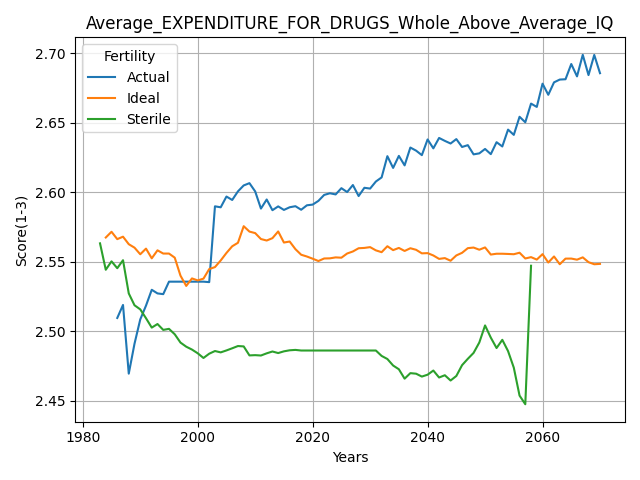 Average_EXPENDITURE_FOR_DRUGS_Whole_Above_Average_IQ
Fertility
Actual
Ideal
Sterile
Score(1-3)
2.70
2.65
2.60
2.55
2.50
2.45
1980 2000 2020 2040 2060
Years